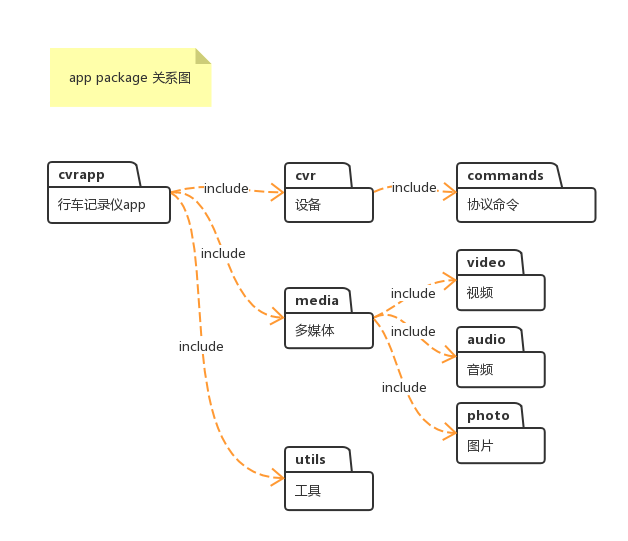 app package 关系图
cvrapp
行车记录仪app
include
cvr
设备
include
commands
协议命令
include
media
多媒体
include
video
视频
include
audio
音频
include
photo
图片
include
utils
工具